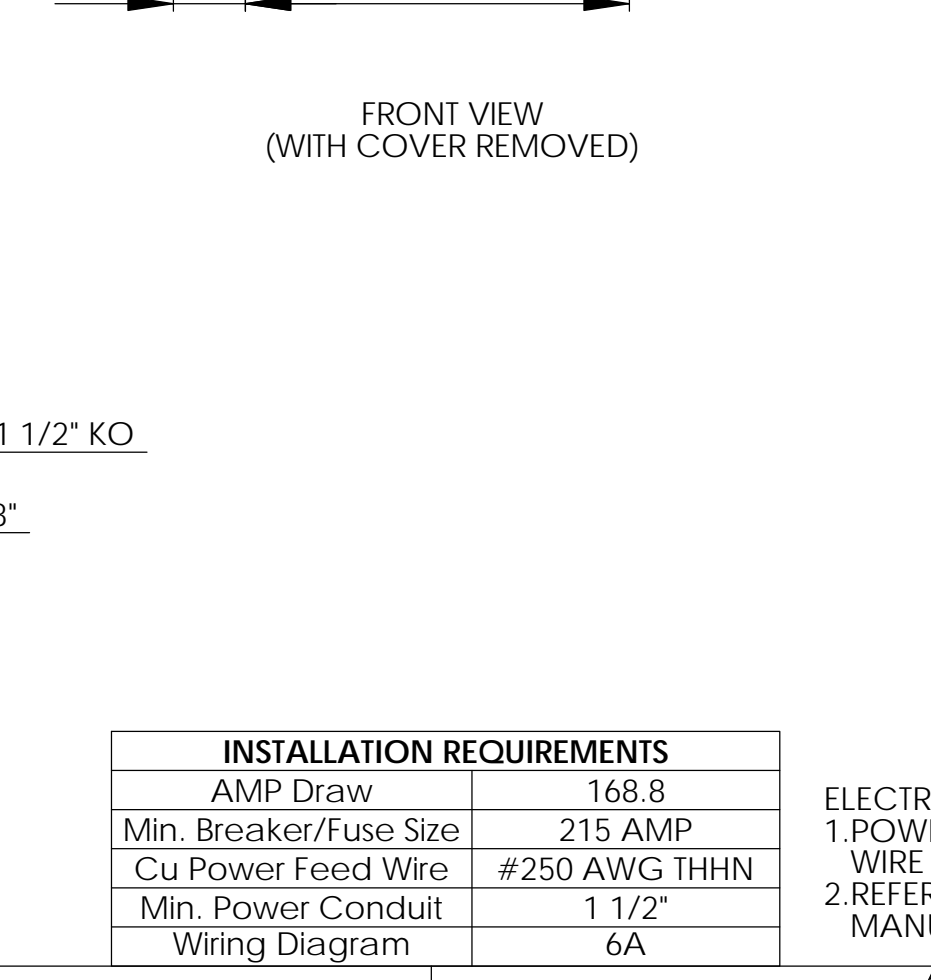 FRONT VIEW
(WITH COVER REMOVED)
1 1/2" KO
INSTALLATION REQUIREMENTS
AMP Draw 168.8
Min. Breaker/Fuse Size 215 AMP
Cu Power Feed Wire #250 AWG THHN
Min. Power Conduit 1 1/2"
Wiring Diagram 6A
1.
WIRE
2.